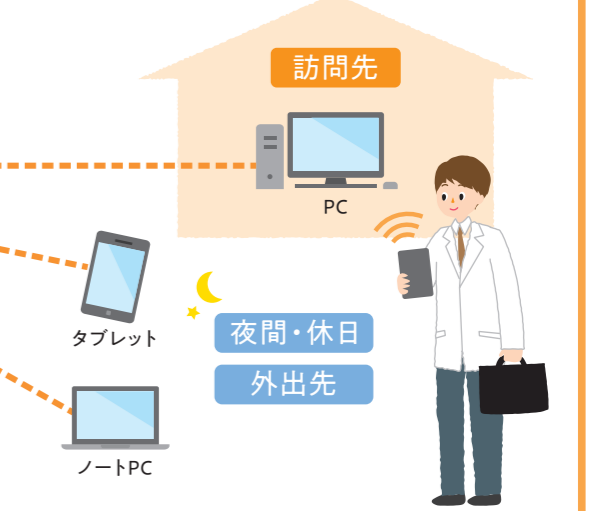 訪問先
PC
タブレット
夜間・休日
外出先
ノートPC